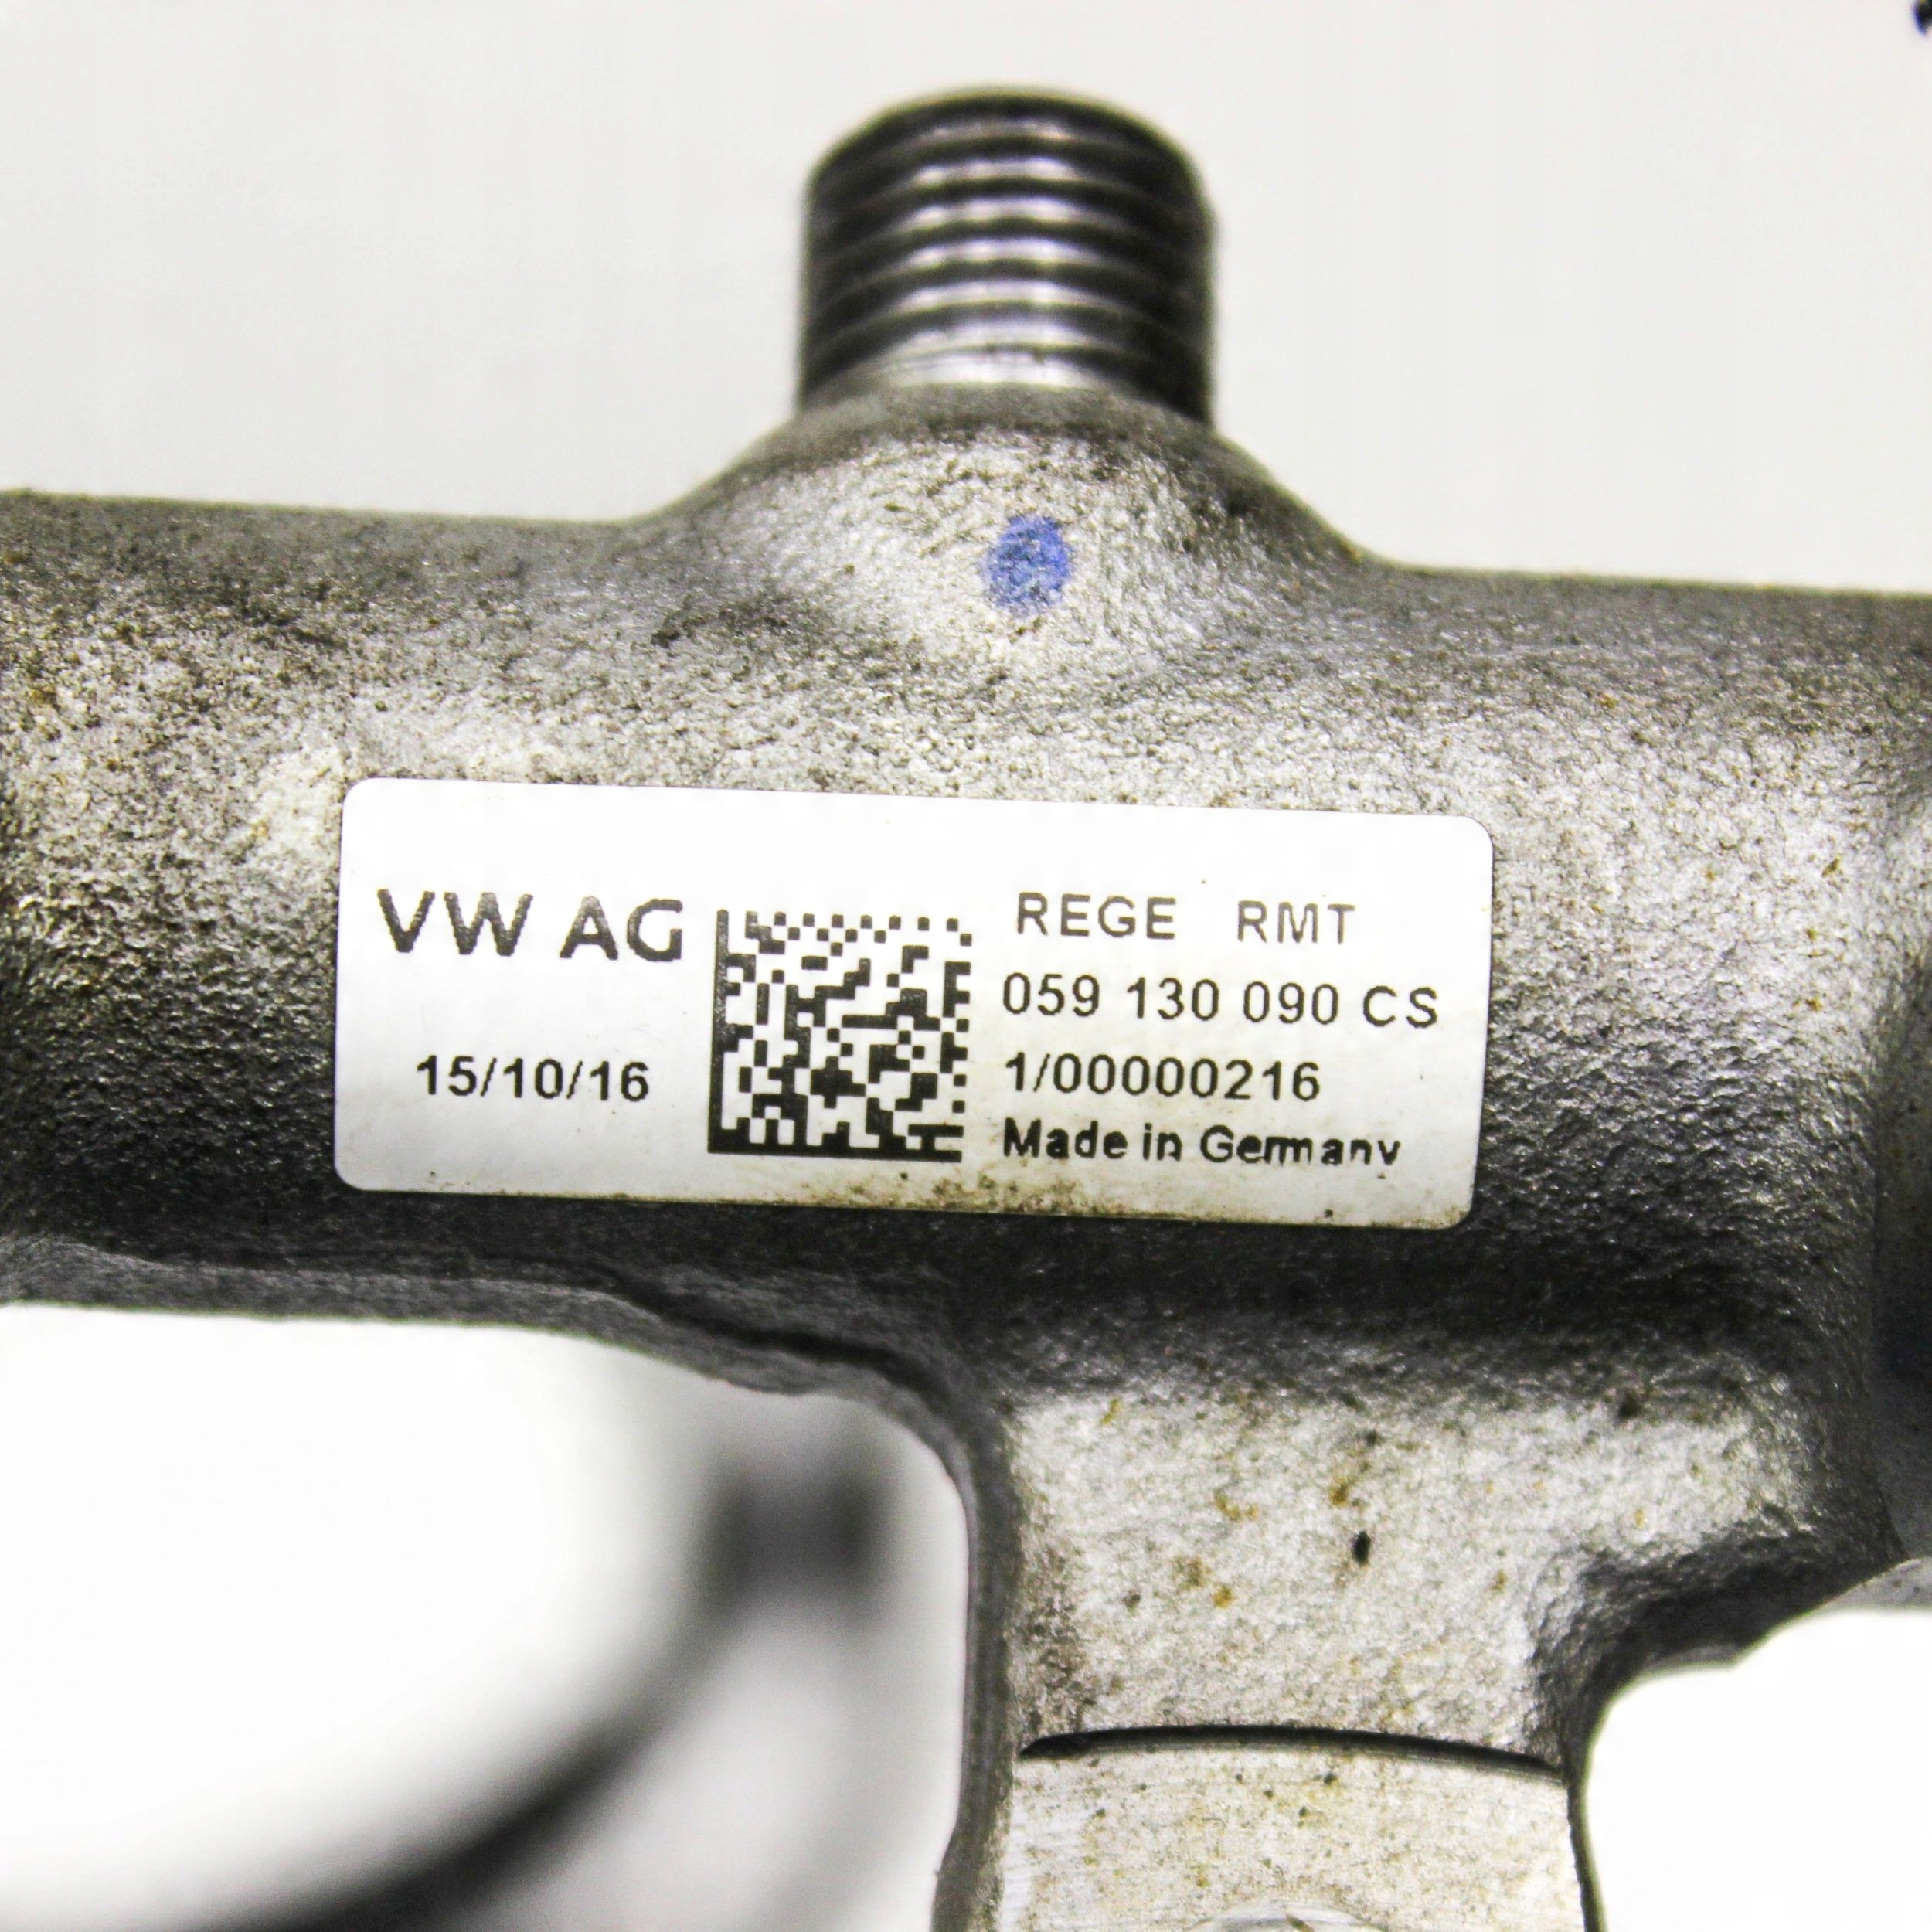 VW AG
15/10/16
REGE RMT
059 130 090 CS
1/00000216
Made in Germany